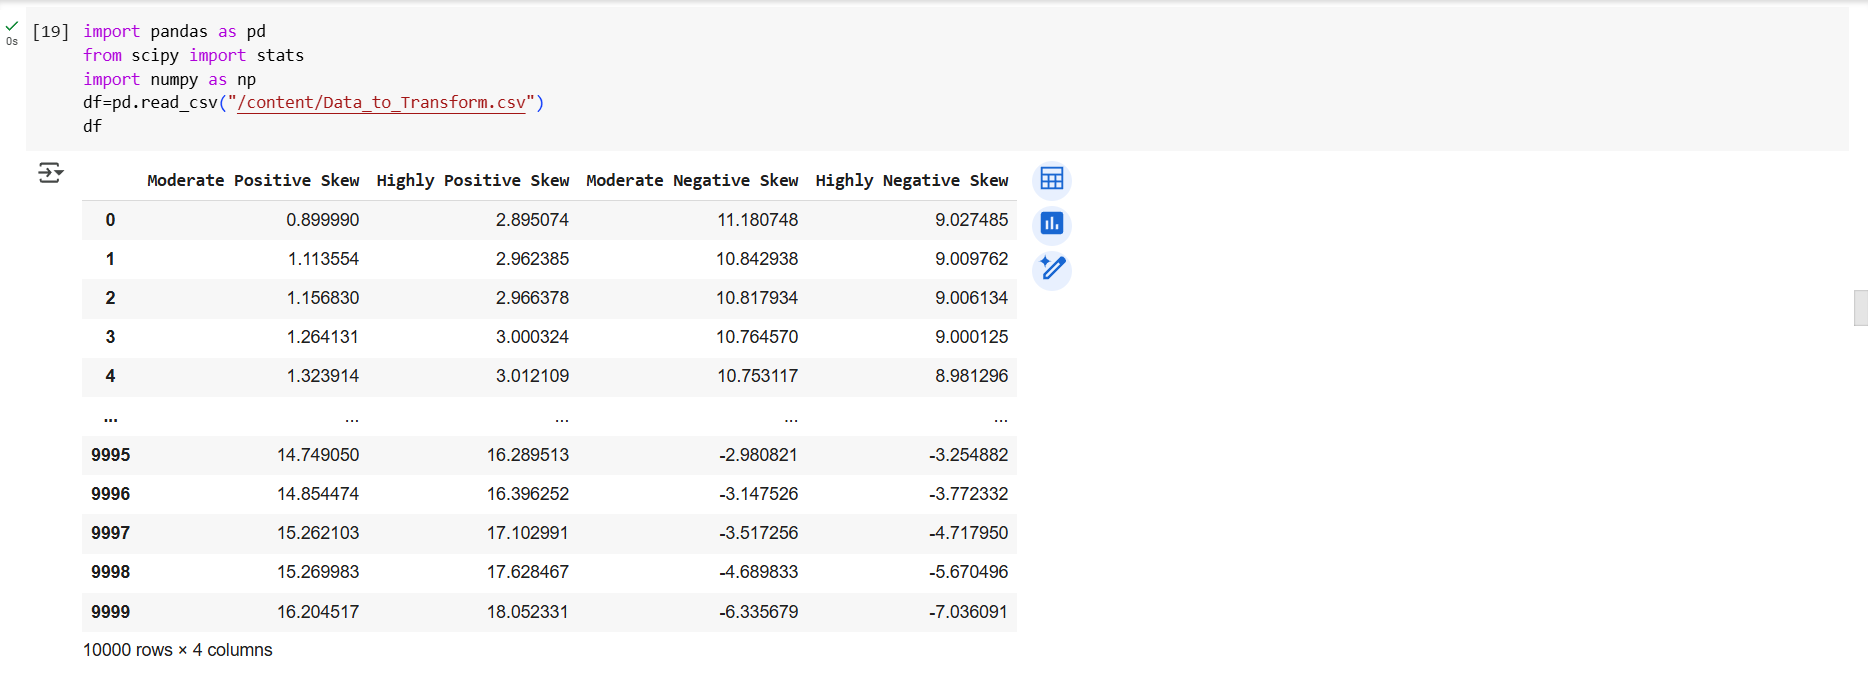 [19] import pandas as pd
0s
from scipy import stats
import numpy as np
df=pd.read_csv("/content/Data_to_Transform.csv")
df
Moderate Positive Skew Highly Positive Skew Moderate Negative Skew Highly Negative Skew
0 0.899990 2.895074 11.180748 9.027485
1 1.113554 2.962385 10.842938 9.009762
2 1.156830 2.966378 10.817934 9.006134
3 1.264131 3.000324 10.764570 9.000125
4 1.323914 3.012109 10.753117 8.981296
... ... ... ... ...
9995 14.749050 16.289513 -2.980821 -3.254882
9996 14.854474 16.396252 -3.147526 -3.772332
9997 15.262103 17.102991 -3.517256 -4.717950
9998 15.269983 17.628467 -4.689833 -5.670496
9999 16.204517 18.052331 -6.335679 -7.036091
10000 rows × 4 columns